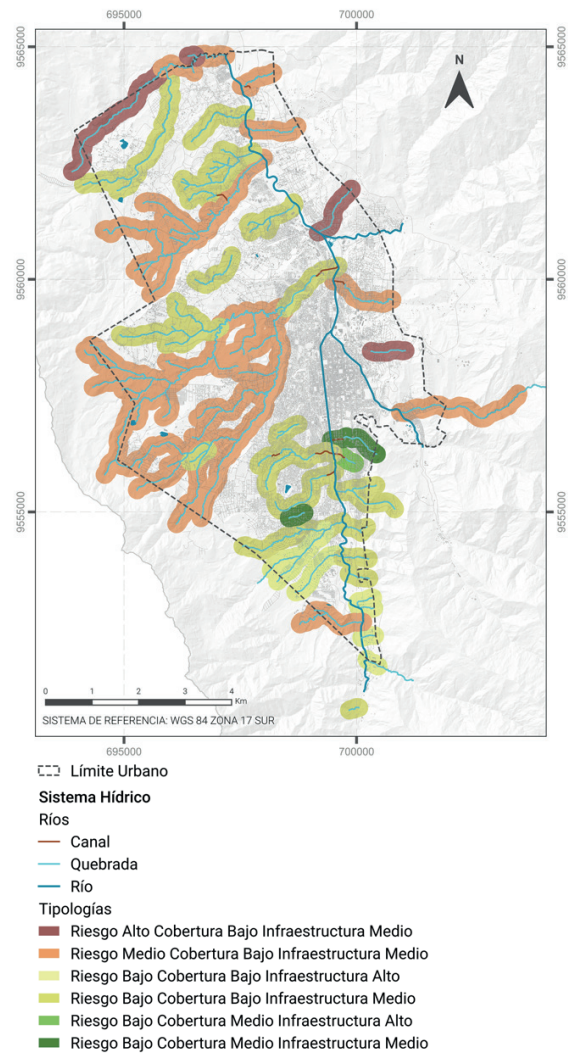 695000 700000
9565000 9565000
N
9560000 9560000
9555000 9555000
0 1 2 3 4
Km
SISTEMA DE REFERENCIA: WGS 84 ZONA 17 SUR
695000 700000
Límite Urbano
Sistema Hídrico
Ríos
Canal
Quebrada
Río
Tipologías
Riesgo Alto Cobertura Bajo Infraestructura Medio
Riesgo Medio Cobertura Bajo Infraestructura Medio
Riesgo Bajo Cobertura Bajo Infraestructura Alto
Riesgo Bajo Cobertura Bajo Infraestructura Medio
Riesgo Bajo Cobertura Medio Infraestructura Alto
Riesgo Bajo Cobertura Medio Infraestructura Medio